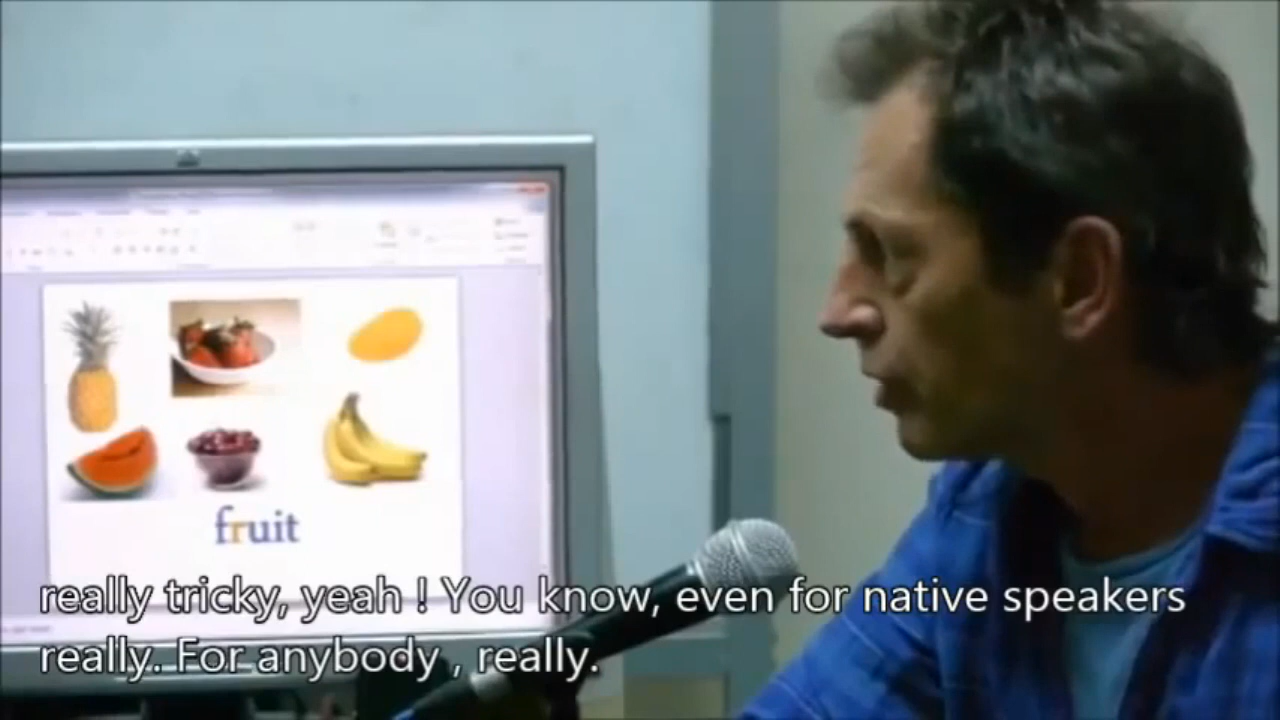 fruit
really tricky, yeah ! You know, even for native speakers
really. For anybody , really.